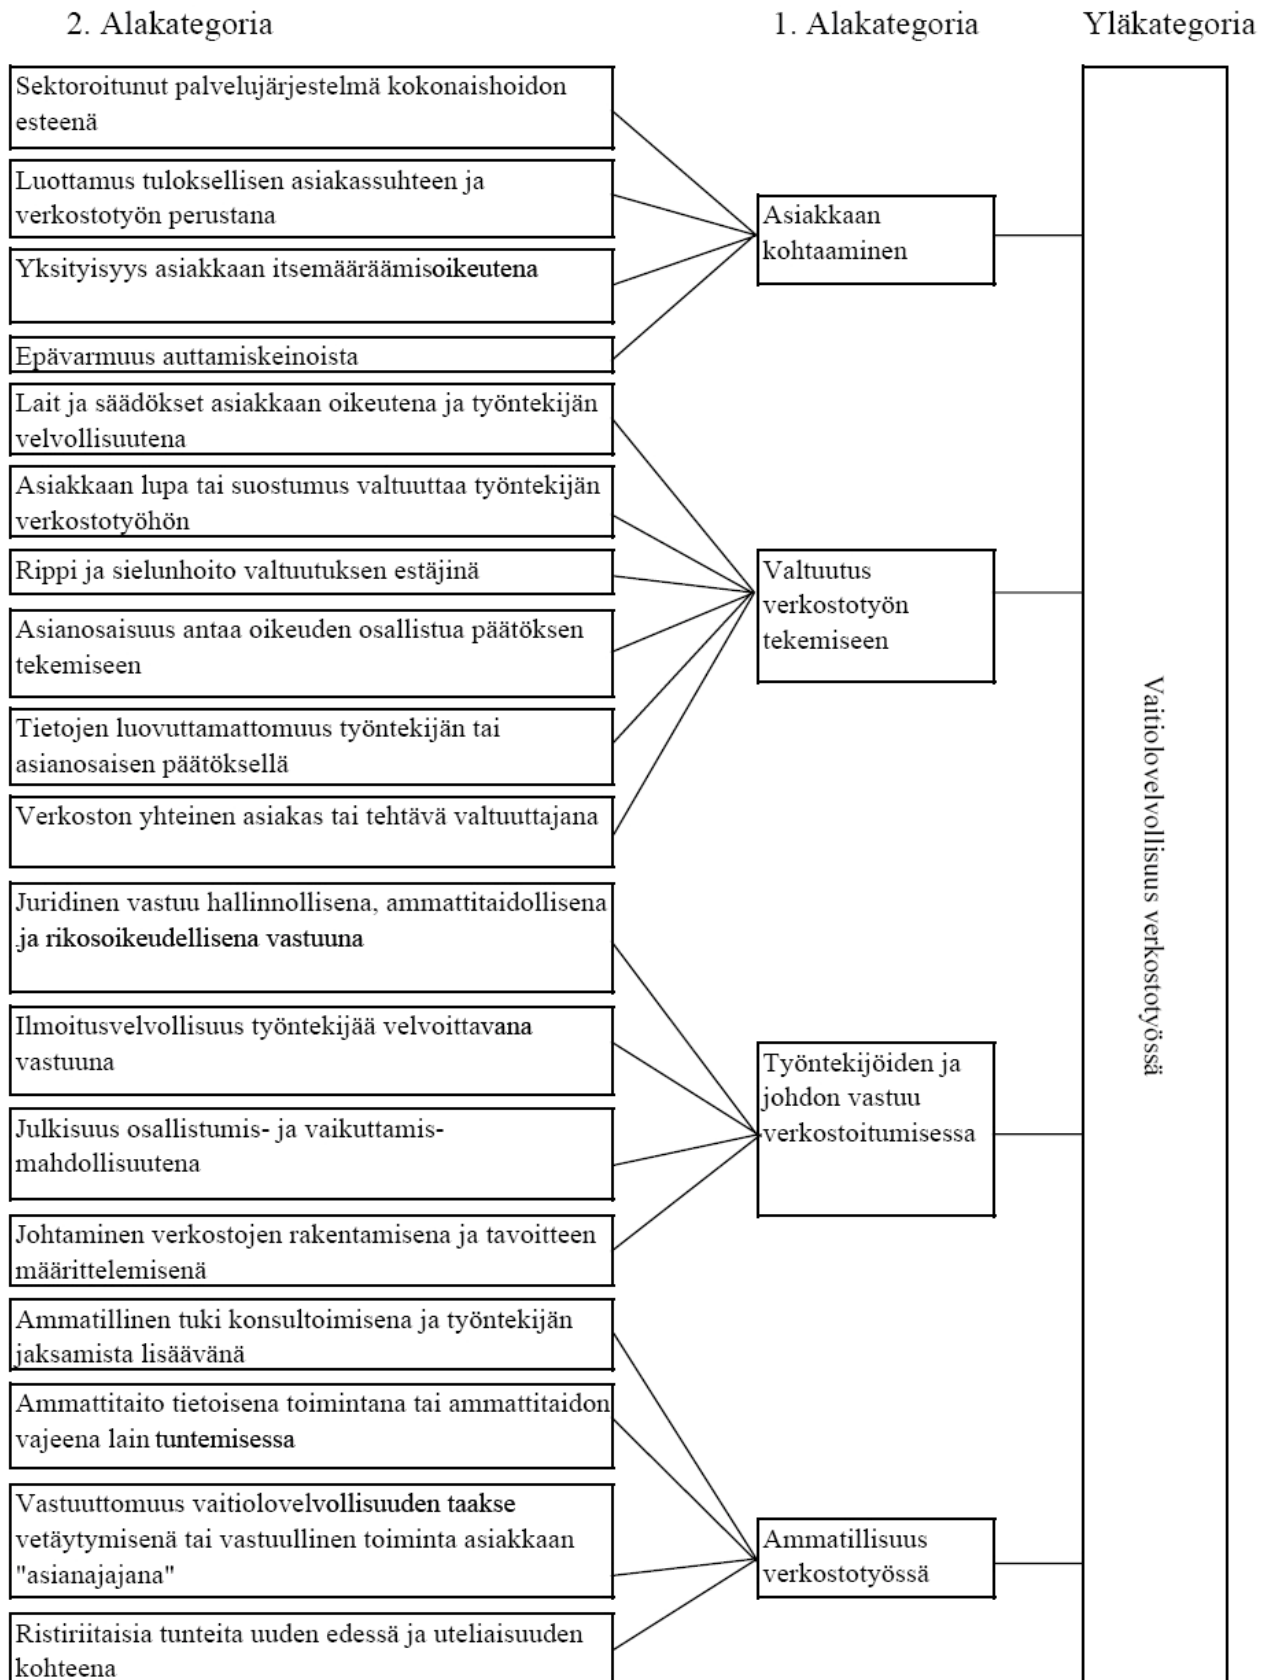 2. Alakategoria
1. Alakategoria
Yläkategoria
Sektoroitunut palvelujärjestelmä kokonaishoidon
esteenä
Luottamus tuloksellisen asiakassuhteen ja
verkostotyön perustana
Yksityisyys asiakkaan itsemääräämisoikeutena
Epävarmuus auttamiskeinoista
Asiakkaan
kohtaaminen
Lait ja säädökset asiakkaan oikeutena ja työntekijän
velvollisuutena
Asiakkaan lupa tai suostumus valtuuttaa työntekijän
verkostotyöhön
Rippi ja sielunhoito valtuutuksen estäjinä
Asianosaisuus antaa oikeuden osallistua päätöksen
tekemiseen
Tietojen luovuttamattomuus työntekijän tai
asianosaisen päätöksellä
Verkoston yhteinen asiakas tai tehtävä valtuuttajana
Valtuutus
verkostotyön
tekemiseen
Juridinen vastuu hallinnollisena, ammattitaidollisena
ja rikosoikeudellisena vastuuna
Ilmoitusvelvollisuus työntekijää velvoittavana
vastuuna
Julkisuus osallistumis- ja vaikuttamis-
mahdollisuutena
Johtaminen verkostojen rakentamisena ja tavoitteen
määrittelemisenä
Työntekijöiden ja
johdon vastuu
verkostoitumisessa
Ammatillinen tuki konsultoimisena ja työntekijän
jaksamista lisäävänä
Ammattitaito tietoisena toimintana tai ammattitaidon
vajeena lain tuntemisessa
Vastuuttomuus vaitiolovelvollisuuden taakse
vetäytymisenä tai vastuullinen toiminta asiakkaan
"asianajajana"
Ristiriitaisia tunteita uuden edessä ja uteliaisuuden
kohteena
Ammatillisuus
verkostotyössä
Vaitiolovelvollisuus verkostotyössä